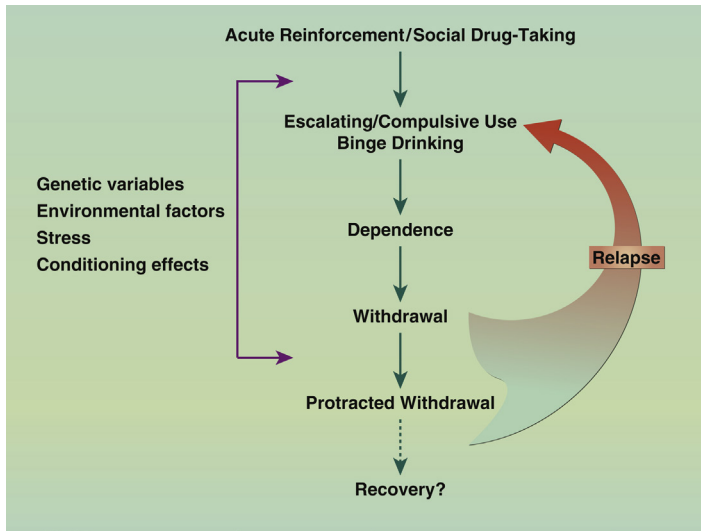 Acute Reinforcement/Social Drug-Taking
Escalating/Compulsive Use
Binge Drinking
Genetic variables
Environmental factors
Stress
Conditioning effects
Dependence
Relapse
Withdrawal
Protracted Withdrawal
Recovery?